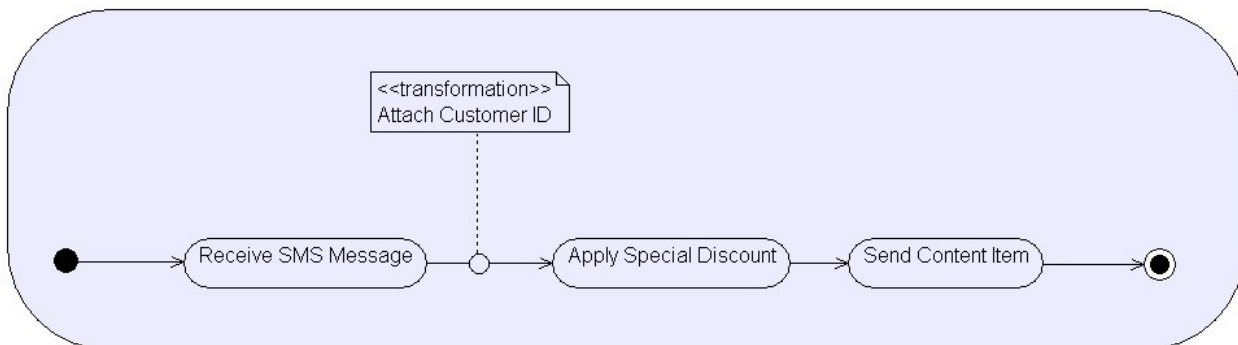 <<transformation>>
Attach Customer ID
Receive SMS Message
Apply Special Discount
Send Content Item